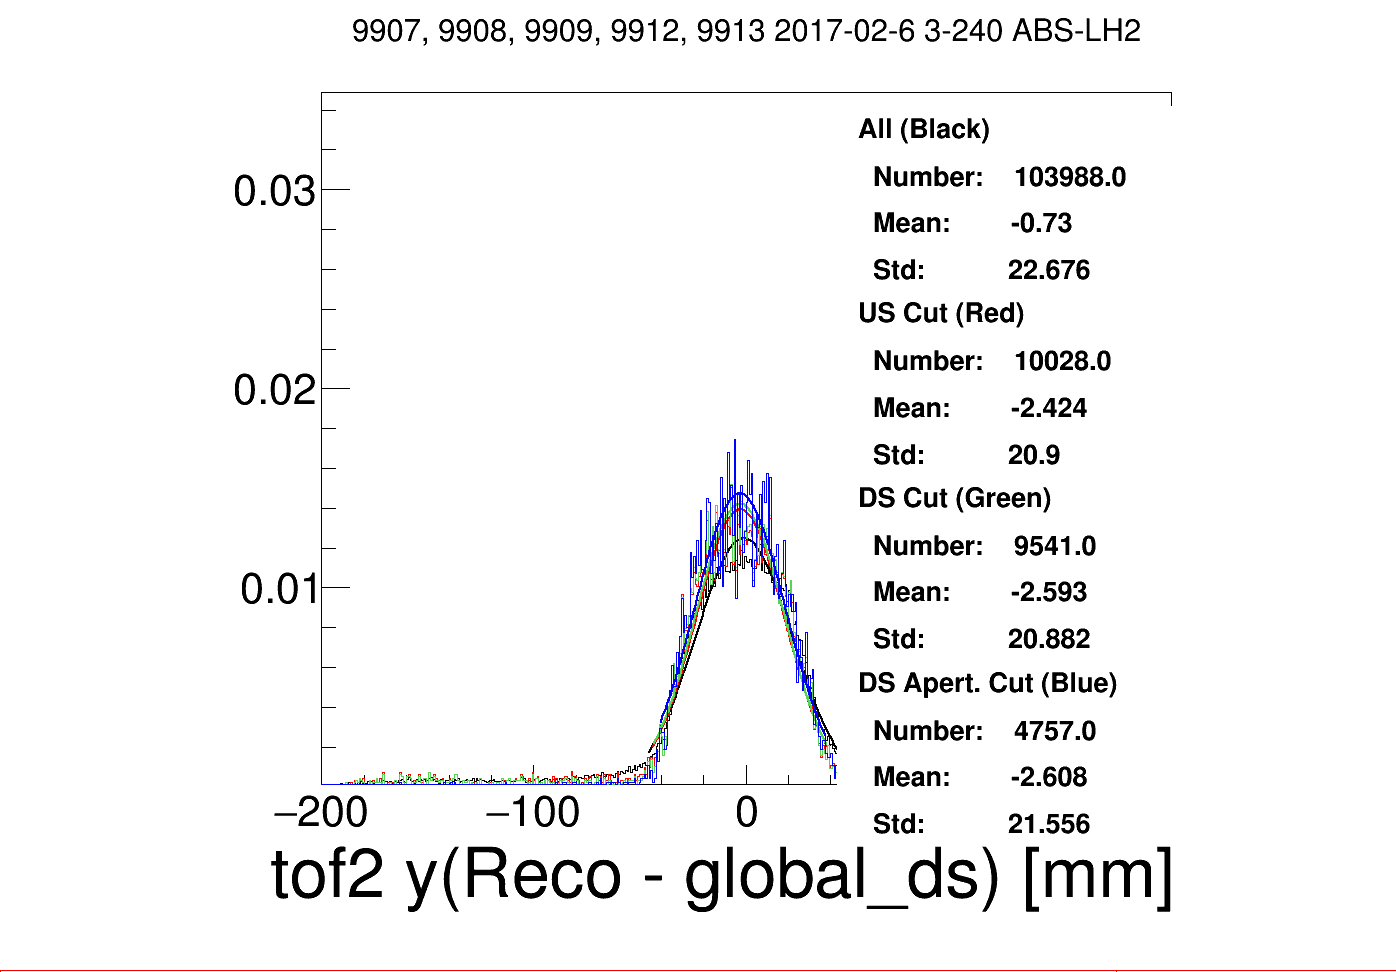 9907, 9908, 9909, 9912, 9913 2017-02-6 3-240 ABS-LH2
All (Black)
Number: 103988.0
Mean: -0.73
Std: 22.676
US Cut (Red)
Number: 10028.0
Mean: -2.424
Std: 20.9
DS Cut (Green)
Number: 9541.0
Mean: -2.593
Std: 20.882
DS Apert. Cut (Blue)
Number: 4757.0
Mean: -2.608
Std: 21.556
0.03
0.02
0.01
−200 −100 0
tof2 y(Reco - global_ds) [mm]